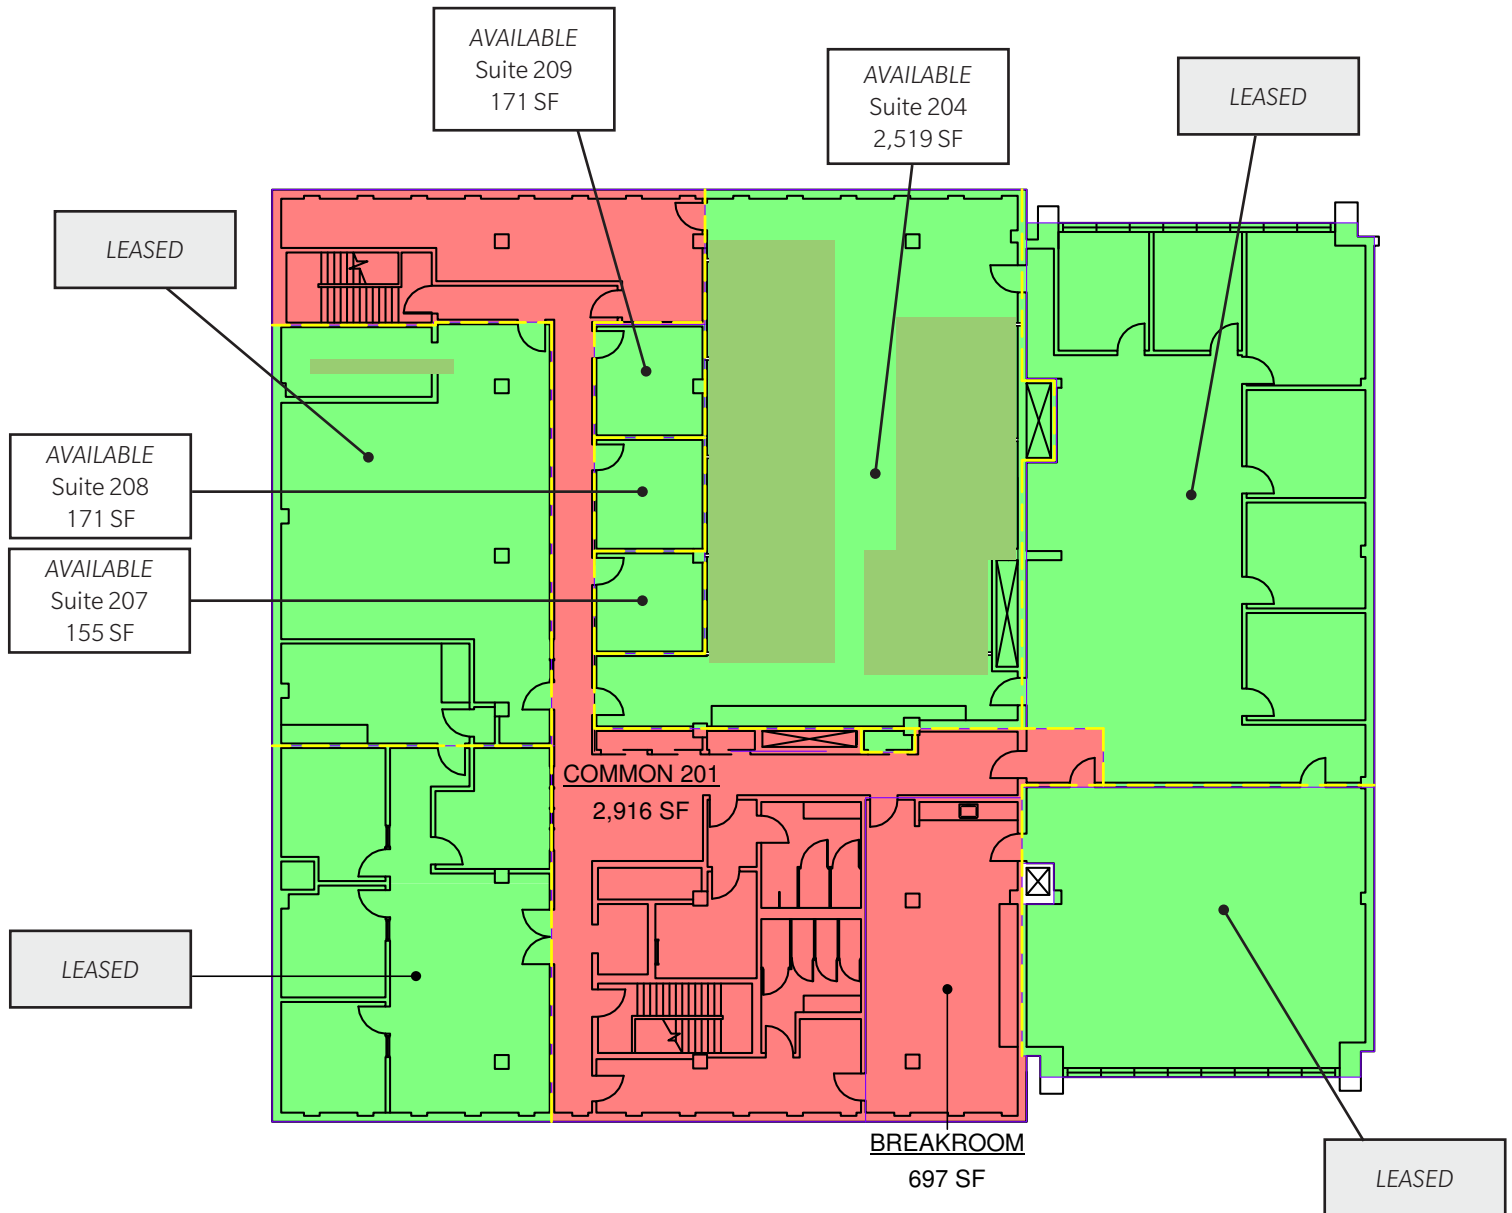 AVAILABLE
Suite 209
171 SF
AVAILABLE
Suite 204
2,519 SF
LEASED
LEASED
AVAILABLE
Suite 208
171 SF
AVAILABLE
Suite 207
155 SF
COMMON 201
2,916 SF
LEASED
BREAKROOM
697 SF
LEASED